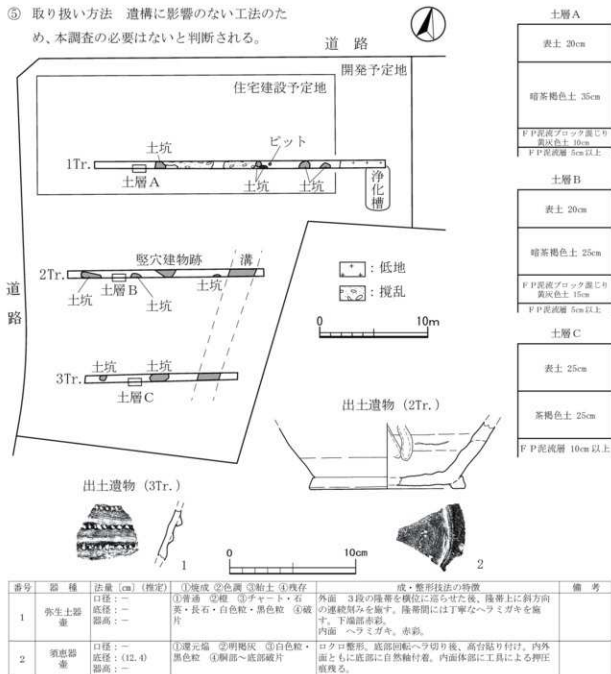 ⑤ 取り扱い方法 遺構に影響のない工法のた
め、本調査の必要はないと判断される。
道 路
開発予定地
住宅建設予定地
土坑
ピット
1Tr.
土層A
土坑
土坑
浄化槽
竪穴建物跡
溝
2Tr.
土坑
土層B
土坑
土坑
道路
：低地
：攪乱
0 10m
土坑
土坑
3Tr.
土層C
土層A
表土 20cm
暗茶褐色土 35cm
FP泥流ブロック混じり
黄灰色土 10cm
FP泥流層 5cm以上
土層B
表土 20cm
暗茶褐色土 25cm
FP泥流ブロック混じり
黄灰色土 15cm
FP泥流層 5cm以上
土層C
表土 25cm
茶褐色土 25cm
FP泥流層 10cm以上
出土遺物 (2Tr.)
出土遺物 (3Tr.)
1
0 10cm
2
番号 器種 法量〔cm〕(推定) ①焼成 ②色調 ③胎土 ④残存 成・整形技法の特徴 備考
1 弥生土器 壺 口径：− 底径：− 器高：− ①普通 ②橙 ③チャート・石英・長石・白色粒・黒色粒 ④破片 外面 3段の隆帯を横位に巡らせた後、隆帯上に斜方向の連続刻みを施す。隆帯間には丁寧なヘラミガキを施す。下端部赤彩。
内面 ヘラミガキ。赤彩。
2 須恵器 壺 口径：− 底径：(12.4) 器高：− ①還元焔 ②明褐灰 ③白色粒・黒色粒 ④胴部～底部破片 ロクロ整形。底部回転ヘラ切り後、高台貼り付け。内外面ともに底部に自然釉付着。内面体部に工具による押圧痕残る。